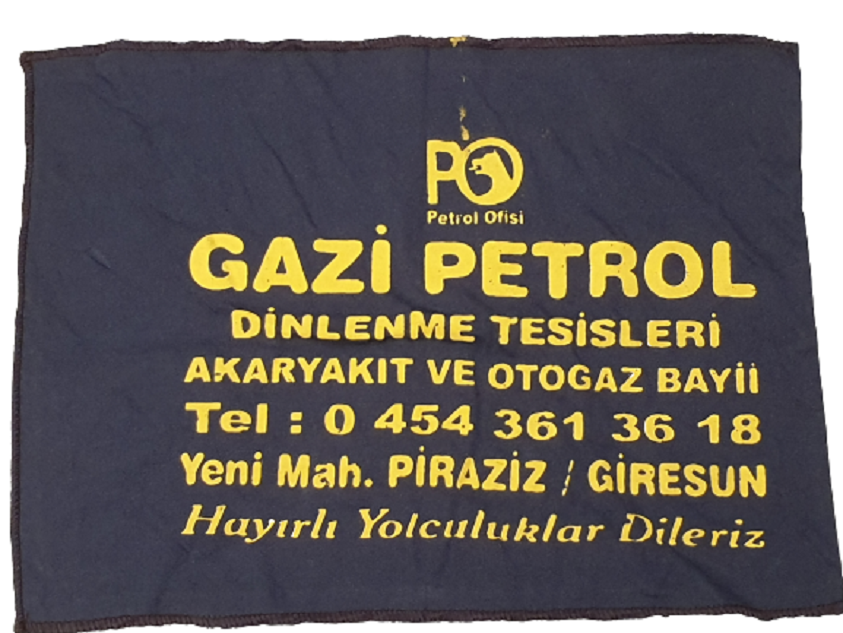 PO
Petrol Ofisi
GAZİ PETROL
DİNLENME TESİSLERİ
AKARYAKIT VE OTOGAZ BAYİİ
Tel : 0 454 361 36 18
Yeni Mah. PİRAZİZ / GİRESUN
Hayırlı Yolculuklar Dileriz